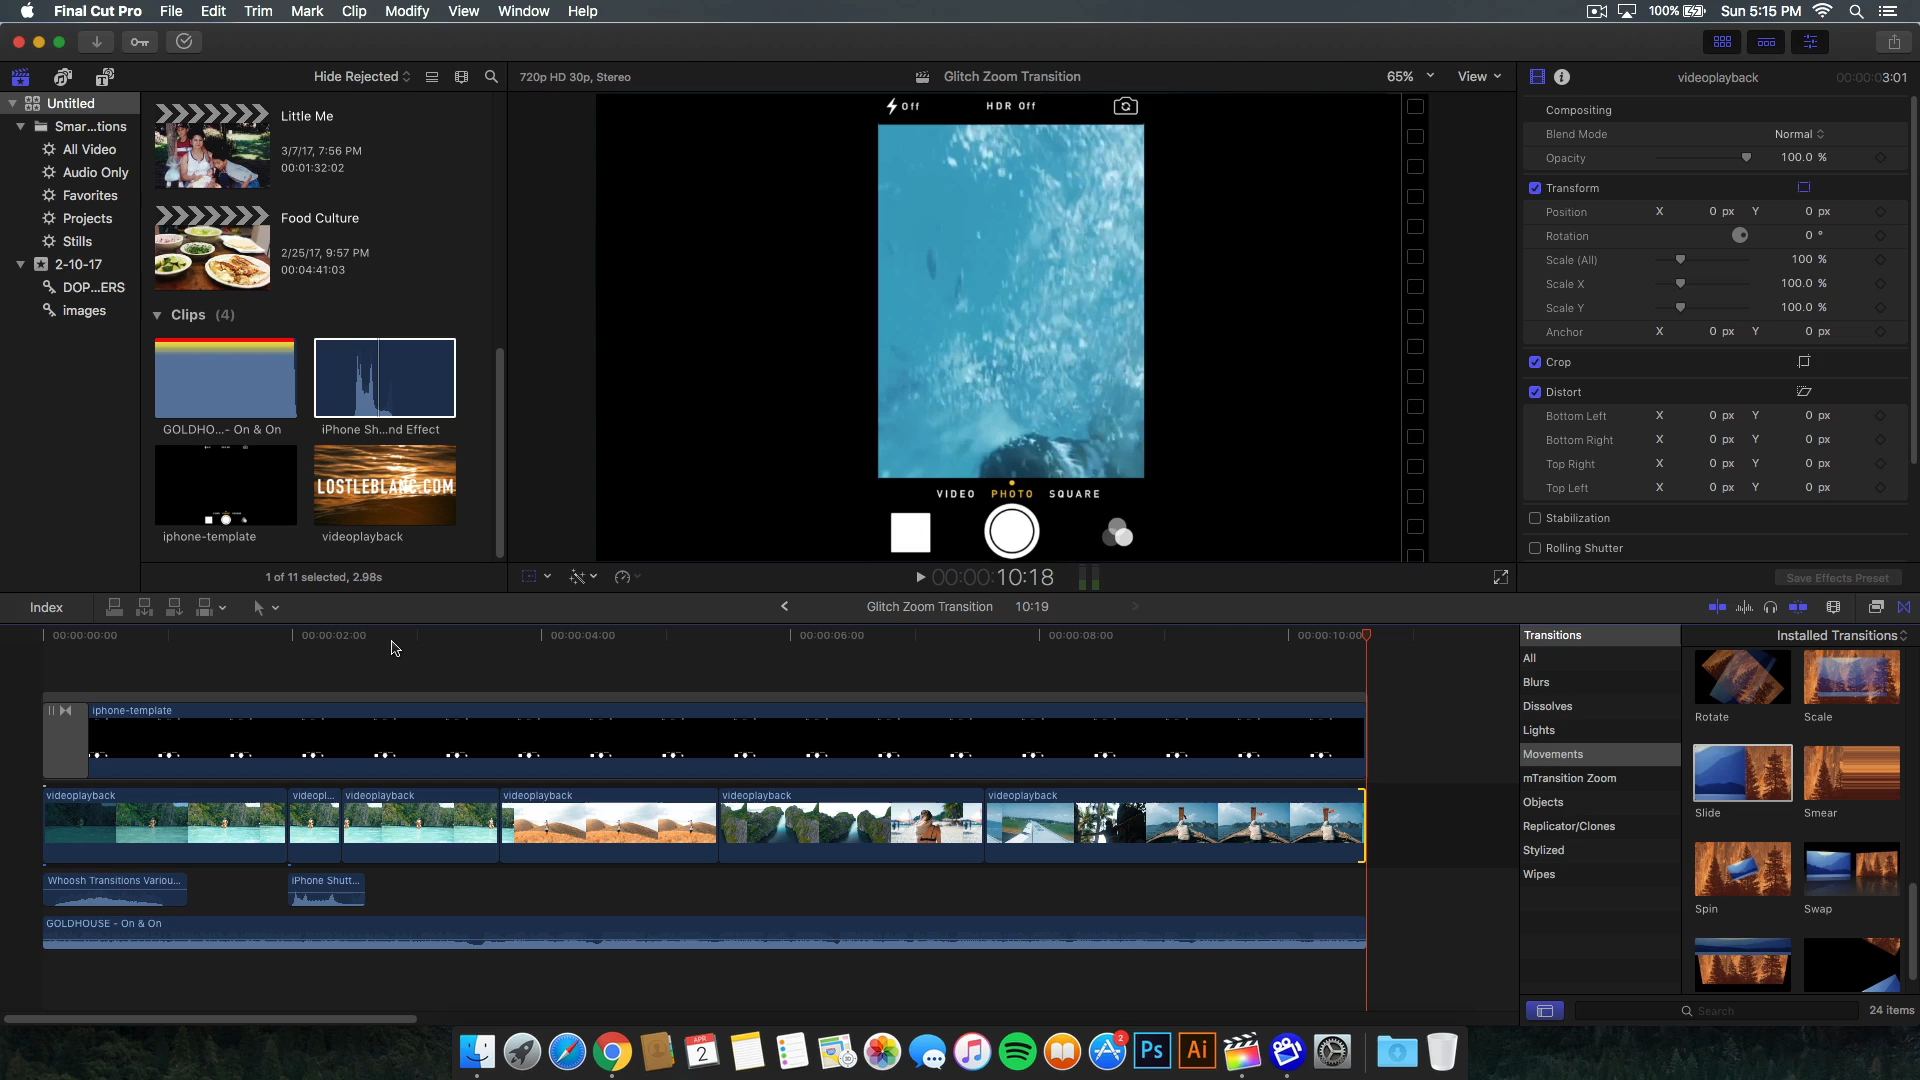 Final Cut Pro File Edit Trim Mark Clip Modify View Window Help 100% Sun 5:15 PM
Hide Rejected 720p HD 30p, Stereo Glitch Zoom Transition 65% View videoplayback 00:00:03:01
Untitled
Smar...tions
All Video
Audio Only
Favorites
Projects
Stills
2-10-17
DOP...ERS
images
Little Me
3/7/17, 7:56 PM
00:01:32:02
Food Culture
2/25/17, 9:57 PM
00:04:41:03
Clips (4)
GOLDHO...- On & On
iPhone Sh...nd Effect
LOSTLEBLANC.COM
iphone-template
videoplayback
1 of 11 selected, 2.98s
Off HDR Off
VIDEO PHOTO SQUARE
00:00:10:18
Compositing
Blend Mode Normal
Opacity 100.0 %
Transform
Position X 0 px Y 0 px
Rotation 0 °
Scale (All) 100 %
Scale X 100.0 %
Scale Y 100.0 %
Anchor X 0 px Y 0 px
Crop
Distort
Bottom Left X 0 px Y 0 px
Bottom Right X 0 px Y 0 px
Top Right X 0 px Y 0 px
Top Left X 0 px Y 0 px
Stabilization
Rolling Shutter
Save Effects Preset
Index Glitch Zoom Transition 10:19
00:00:00:00 00:00:02:00 00:00:04:00 00:00:06:00 00:00:08:00 00:00:10:00
iphone-template
videoplayback videopl... videoplayback videoplayback videoplayback videoplayback
Whoosh Transitions Variou... iPhone Shutt...
GOLDHOUSE - On & On
Transitions Installed Transitions
All
Blurs
Dissolves
Lights
Movements
mTransition Zoom
Objects
Replicator/Clones
Stylized
Wipes
Rotate Scale
Slide Smear
Spin Swap
Search 24 items
APR
2
2
Ps Ai